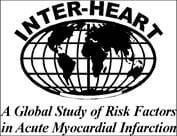 INTER-HEART
A Global Study of Risk Factors
in Acute Myocardial Infarction